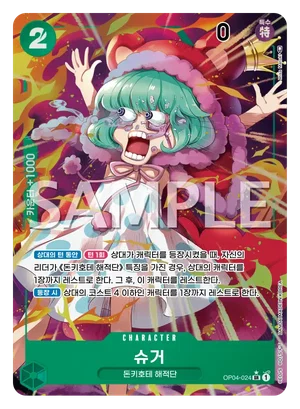 2
0
특수
特
카운터 +1000
SAMPLE
상대의 턴 동안 턴 1회 상대가 캐릭터를 등장시켰을 때, 자신의
리더가 《돈키호테 해적단》 특징을 가진 경우, 상대의 캐릭터를
1장까지 레스트로 한다. 그 후, 이 캐릭터를 레스트한다.
등장 시 상대의 코스트 4 이하인 캐릭터를 1장까지 레스트로 한다.
CHARACTER
슈거
돈키호테 해적단
OP04-024
1